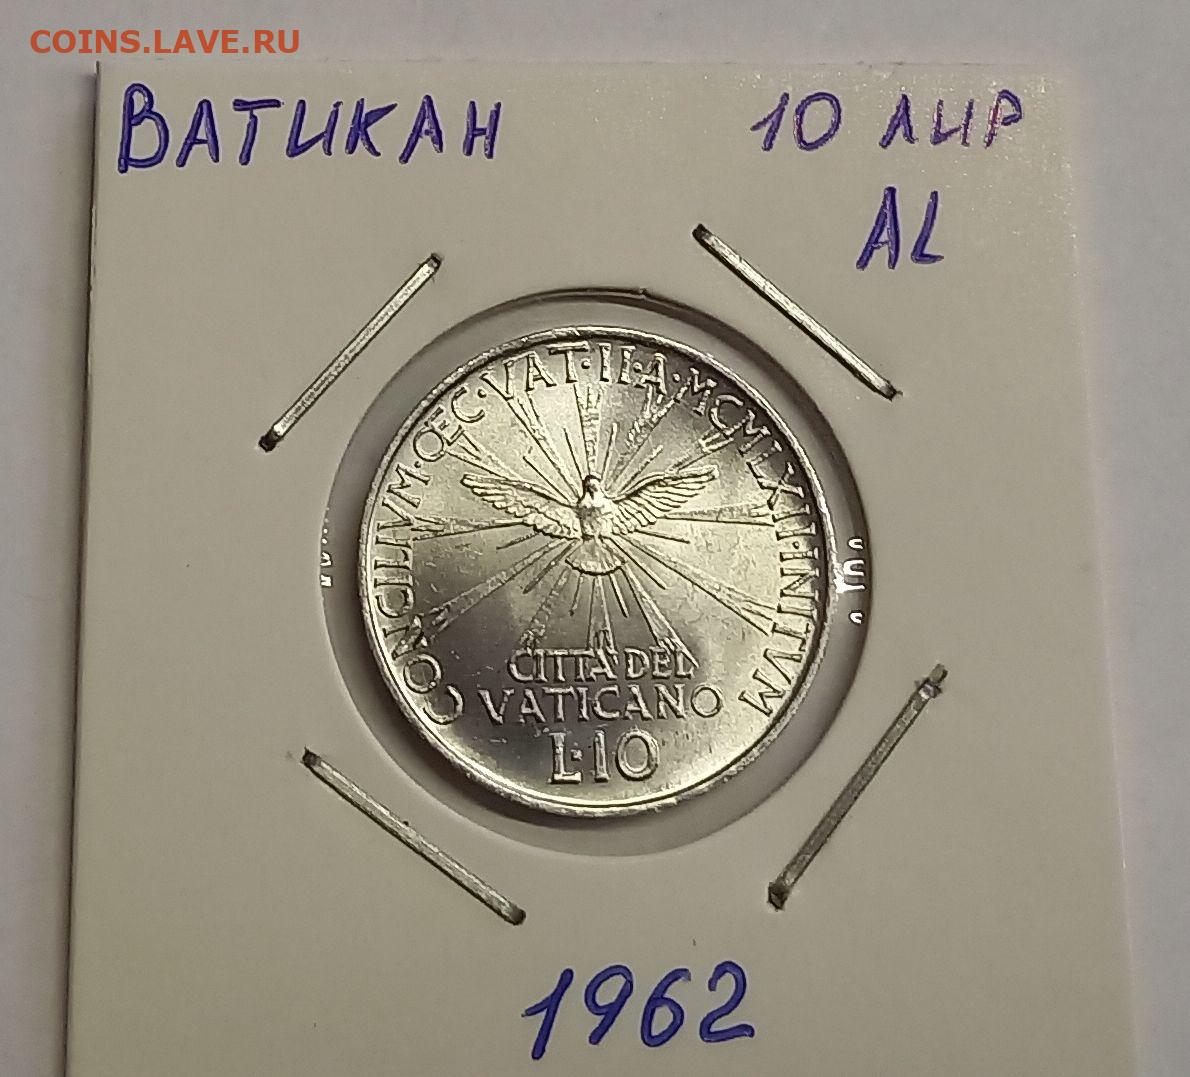 COINS.LAVE.RU
ВАТИКАН
10 ЛИР
AL
CONCILIVM·OEC·VAT·II·A·MCMLXII·INITVM
CITTA DEL
VATICANO
L·10
1962